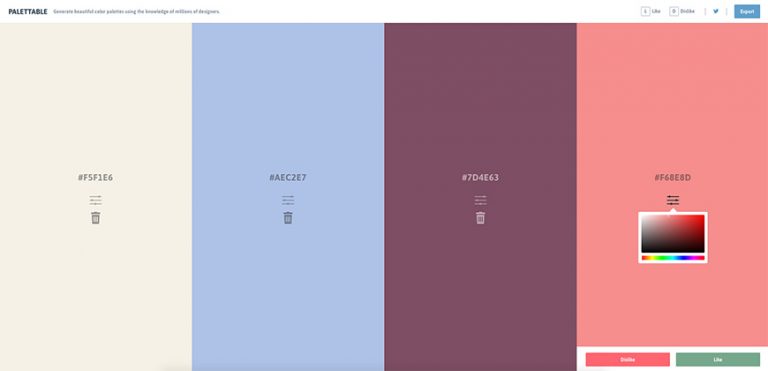 PALETTABLE Generate beautiful color palettes using the knowledge of millions of designers. Like Dislike Export
#F5F1E6 #AEC2E7 #7D4E63 #F68E8D
Dislike Like